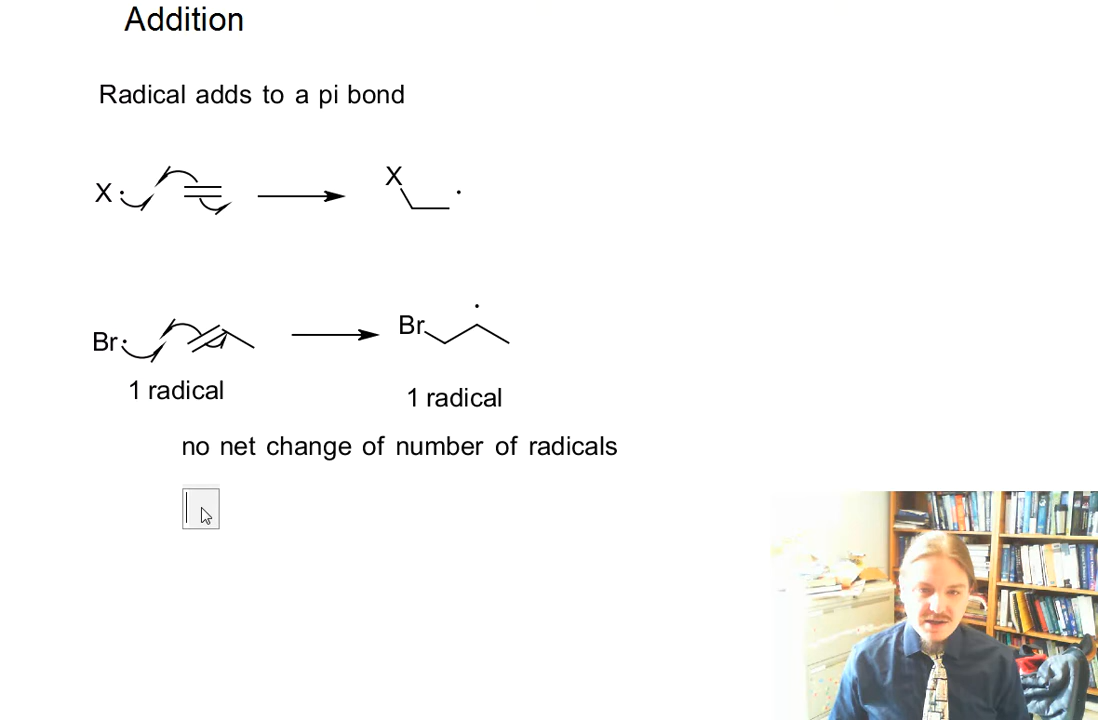 Addition
Radical adds to a pi bond
X
X
Br
Br
1 radical
1 radical
no net change of number of radicals